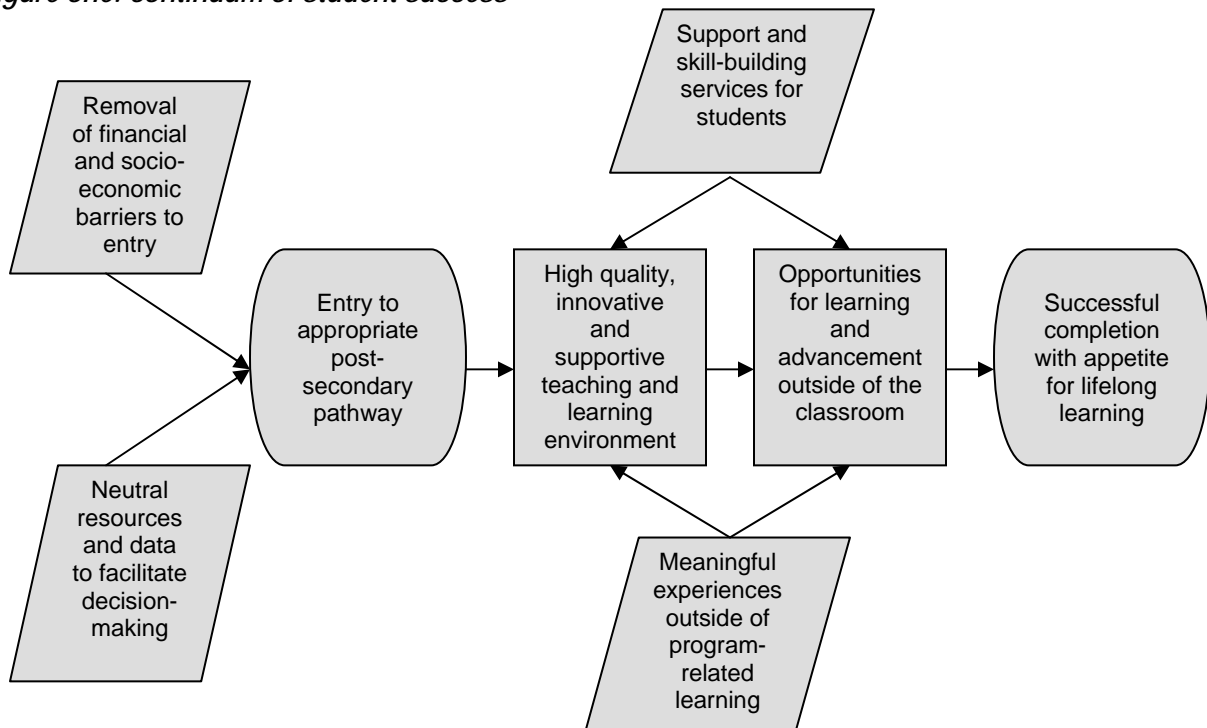 Figure one: continuum of student success
Support and
skill-building
services for
students
Removal
of financial
and socio-
economic
barriers to
entry
Entry to
appropriate
post-
secondary
pathway
High quality,
innovative
and
supportive
teaching and
learning
environment
Opportunities
for learning
and
advancement
outside of the
classroom
Successful
completion
with appetite
for lifelong
learning
Neutral
resources
and data
to facilitate
decision-
making
Meaningful
experiences
outside of
program-
related
learning